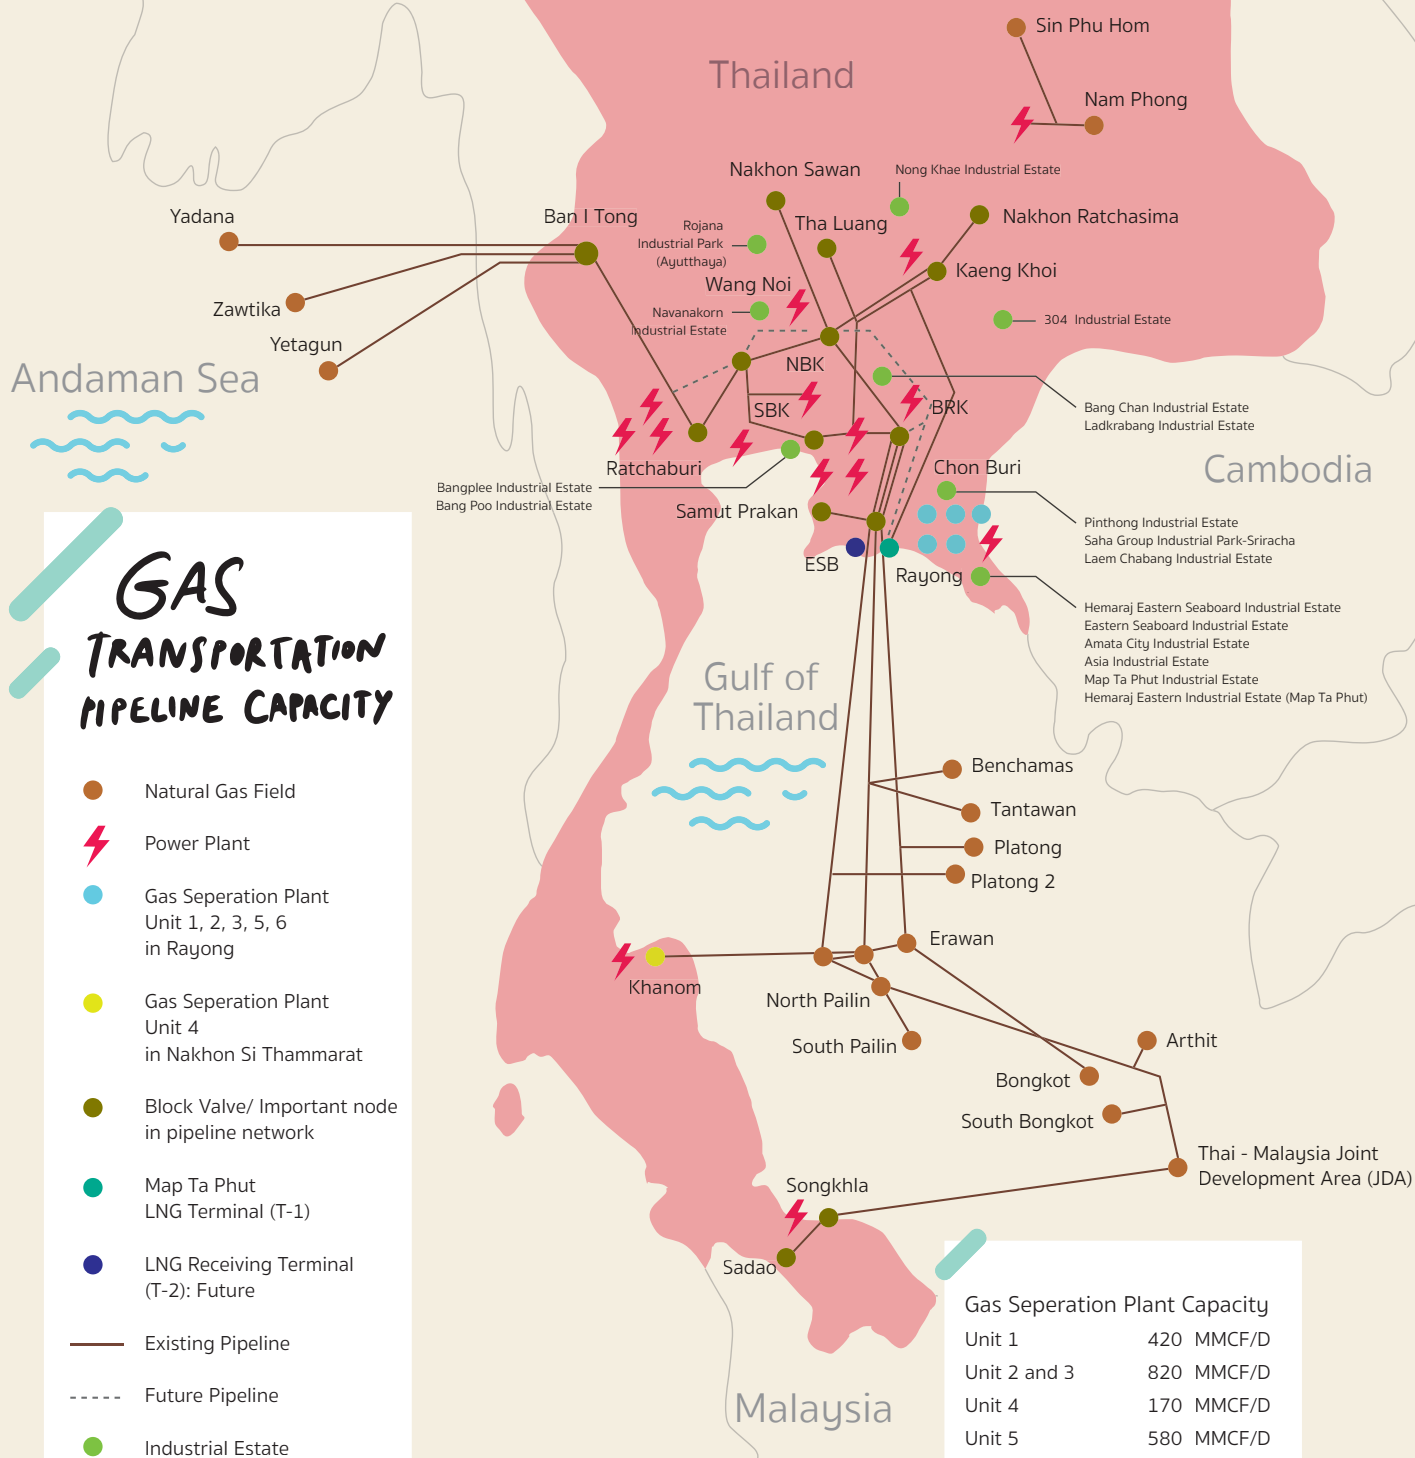 Sin Phu Hom
Thailand
Nam Phong
Nakhon Sawan
Nong Khae Industrial Estate
Yadana
Ban I Tong
Rojana
Industrial Park
(Ayutthaya)
Tha Luang
Nakhon Ratchasima
Wang Noi
Kaeng Khoi
Zawtika
Navanakorn
Industrial Estate
304 Industrial Estate
Yetagun
NBK
Andaman Sea
SBK
BRK
Bang Chan Industrial Estate
Ladkrabang Industrial Estate
Ratchaburi
Chon Buri
Cambodia
Bangplee Industrial Estate
Bang Poo Industrial Estate
Samut Prakan
Pinthong Industrial Estate
Saha Group Industrial Park-Sriracha
Laem Chabang Industrial Estate
ESB
Rayong
Hemaraj Eastern Seaboard Industrial Estate
Eastern Seaboard Industrial Estate
Amata City Industrial Estate
Asia Industrial Estate
Map Ta Phut Industrial Estate
Hemaraj Eastern Industrial Estate (Map Ta Phut)
Gulf of
Thailand
Benchamas
Tantawan
Platong
Platong 2
Erawan
Khanom
North Pailin
South Pailin
Arthit
Bongkot
South Bongkot
Thai - Malaysia Joint
Development Area (JDA)
Songkhla
Sadao
Malaysia
GAS
TRANSPORTATION
PIPELINE CAPACITY
Natural Gas Field
Power Plant
Gas Seperation Plant
Unit 1, 2, 3, 5, 6
in Rayong
Gas Seperation Plant
Unit 4
in Nakhon Si Thammarat
Block Valve/ Important node
in pipeline network
Map Ta Phut
LNG Terminal (T-1)
LNG Receiving Terminal
(T-2): Future
Existing Pipeline
Future Pipeline
Industrial Estate
Gas Seperation Plant Capacity
Unit 1 420 MMCF/D
Unit 2 and 3 820 MMCF/D
Unit 4 170 MMCF/D
Unit 5 580 MMCF/D